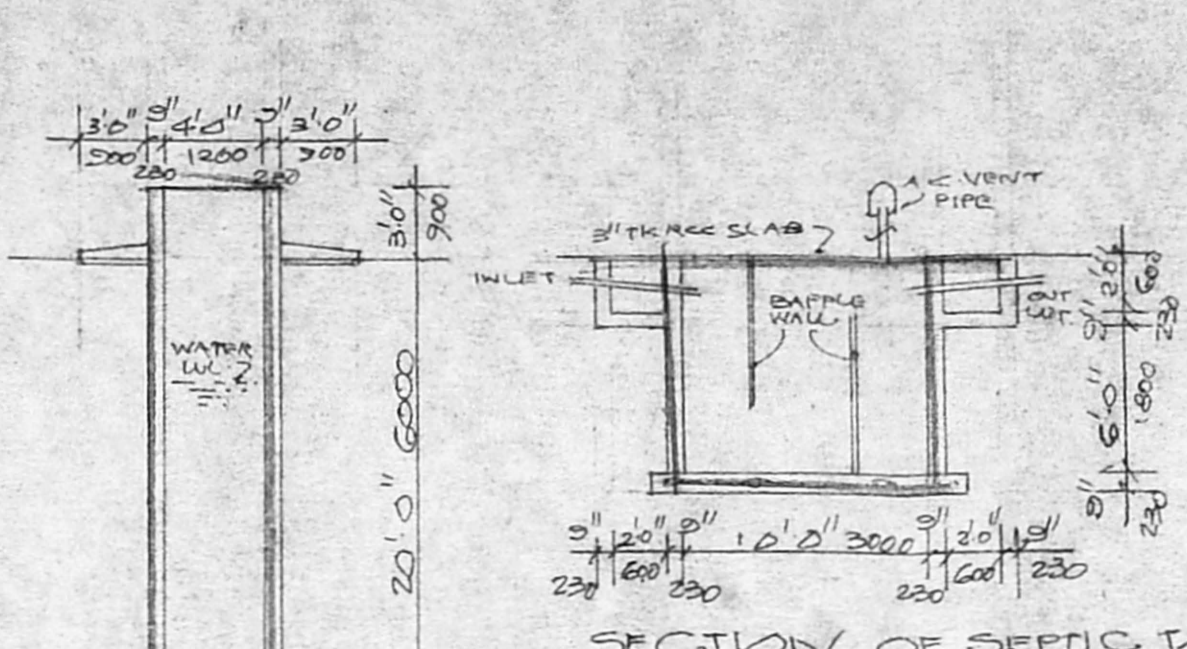 3'.0" 9" 4'.0" 9" 3'.0"
900 1200 900
230 230
3'.0"
900
WATER
20'.0" 6000
A.C. VENT
PIPE
3" TK RCC SLAB
INLET
BAFFLE
WALL
OUT
LET
2'.0" 600
9" 230
6'.0" 1800
9" 230
9" 2'.0" 9" 10'.0" 3000 9" 2'.0" 9"
230 600 230 230 600 230
SECTION OF SEPTIC